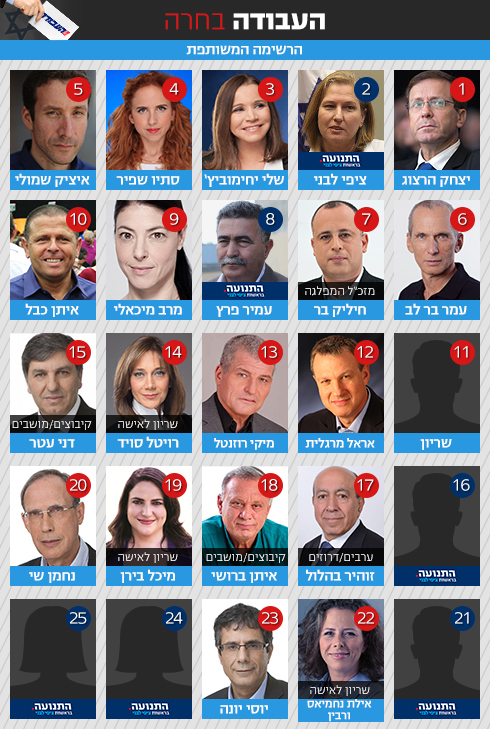 העבודה בחרה
הרשימה המשותפת
1
יצחק הרצוג
2
התנועה.
בראשות ציפי לבני
ציפי לבני
3
שלי יחימוביץ'
4
סתיו שפיר
5
איציק שמולי
6
עמר בר לב
7
מזכ"ל המפלגה
חיליק בר
8
התנועה.
בראשות ציפי לבני
עמיר פרץ
9
מרב מיכאלי
10
איתן כבל
11
שריון
12
אראל מרגלית
13
מיקי רוזנטל
14
שריון לאישה
רויטל סויד
15
קיבוצים/מושבים
דני עטר
16
התנועה.
בראשות ציפי לבני
17
ערבים/דרוזים
זוהיר בהלול
18
קיבוצים/מושבים
איתן ברושי
19
שריון לאישה
מיכל בירן
20
נחמן שי
21
התנועה.
בראשות ציפי לבני
22
שריון לאישה
אילת נחמיאס
ורבין
23
יוסי יונה
24
התנועה.
בראשות ציפי לבני
25
התנועה.
בראשות ציפי לבני